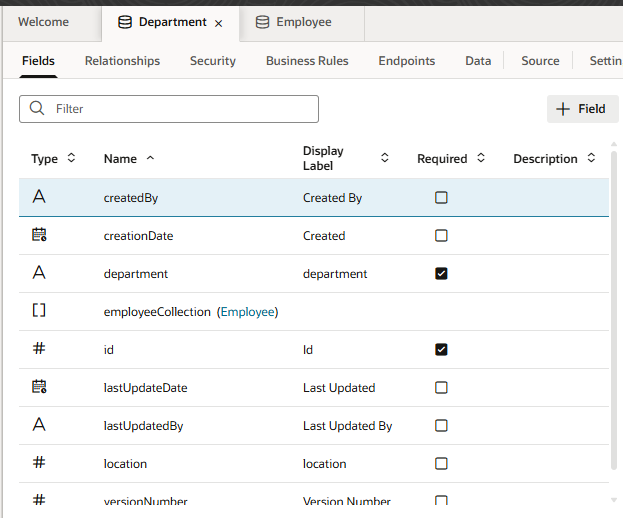 Welcome Department × Employee
Fields Relationships Security Business Rules Endpoints Data Source Settin
Filter + Field
Type Name Display Label Required Description
A createdBy Created By
creationDate Created
A department department
[ ] employeeCollection (Employee)
# id Id
lastUpdateDate Last Updated
A lastUpdatedBy Last Updated By
# location location
# versionNumber Version Number